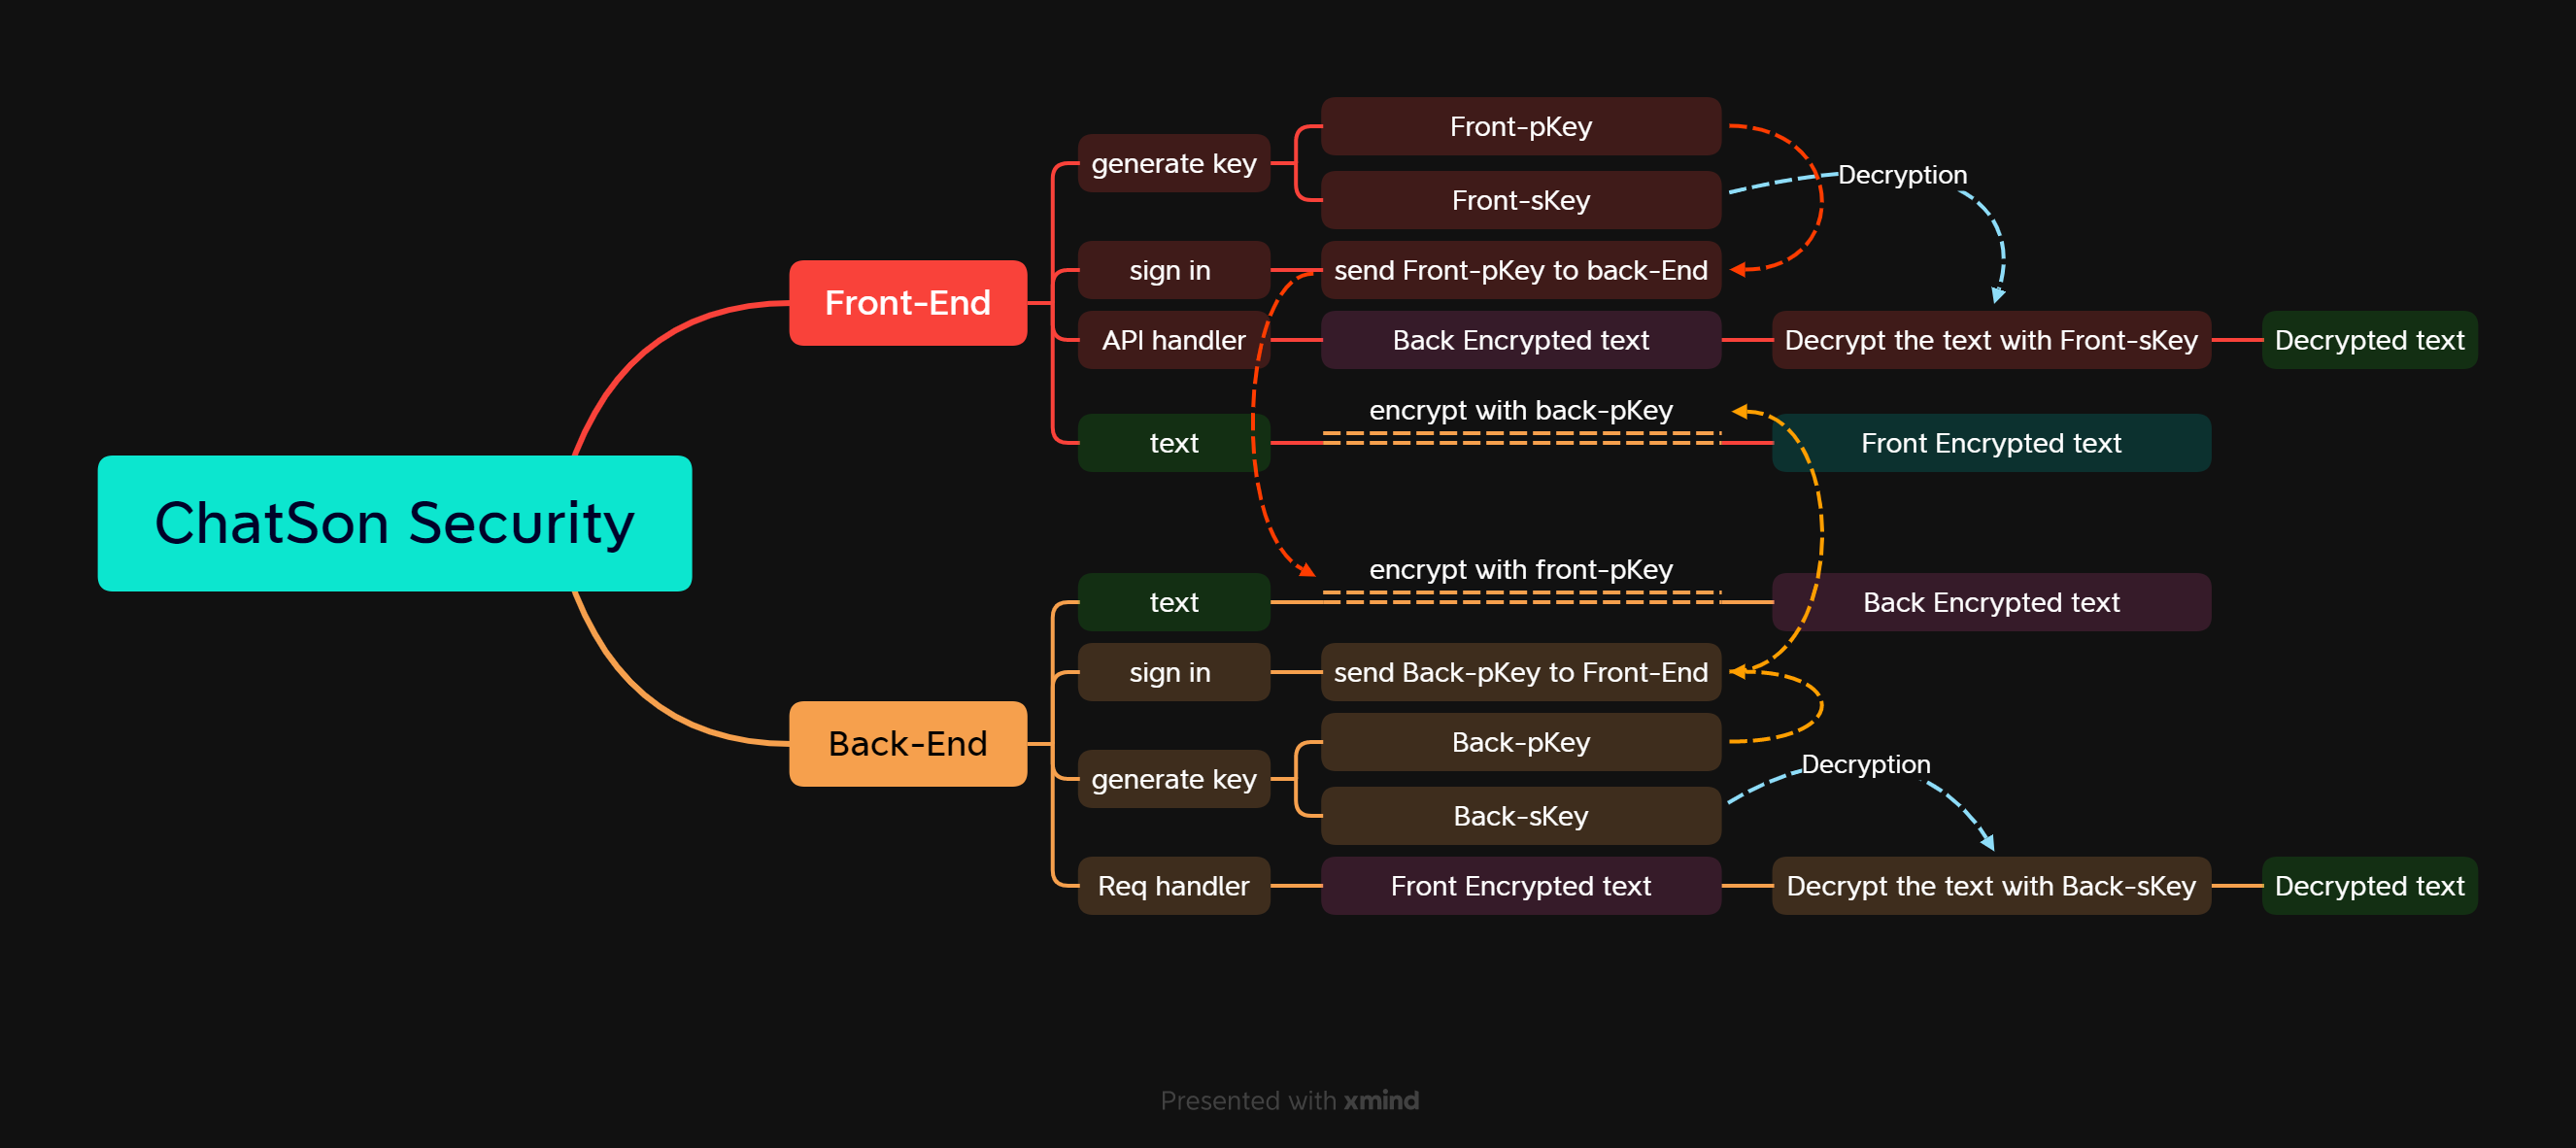 ChatSon Security
Front-End
generate key
Front-pKey
Front-sKey
Decryption
sign in
send Front-pKey to back-End
API handler
Back Encrypted text
Decrypt the text with Front-sKey
Decrypted text
text
encrypt with back-pKey
Front Encrypted text
Back-End
text
encrypt with front-pKey
Back Encrypted text
sign in
send Back-pKey to Front-End
generate key
Back-pKey
Back-sKey
Decryption
Req handler
Front Encrypted text
Decrypt the text with Back-sKey
Decrypted text
Presented with xmind